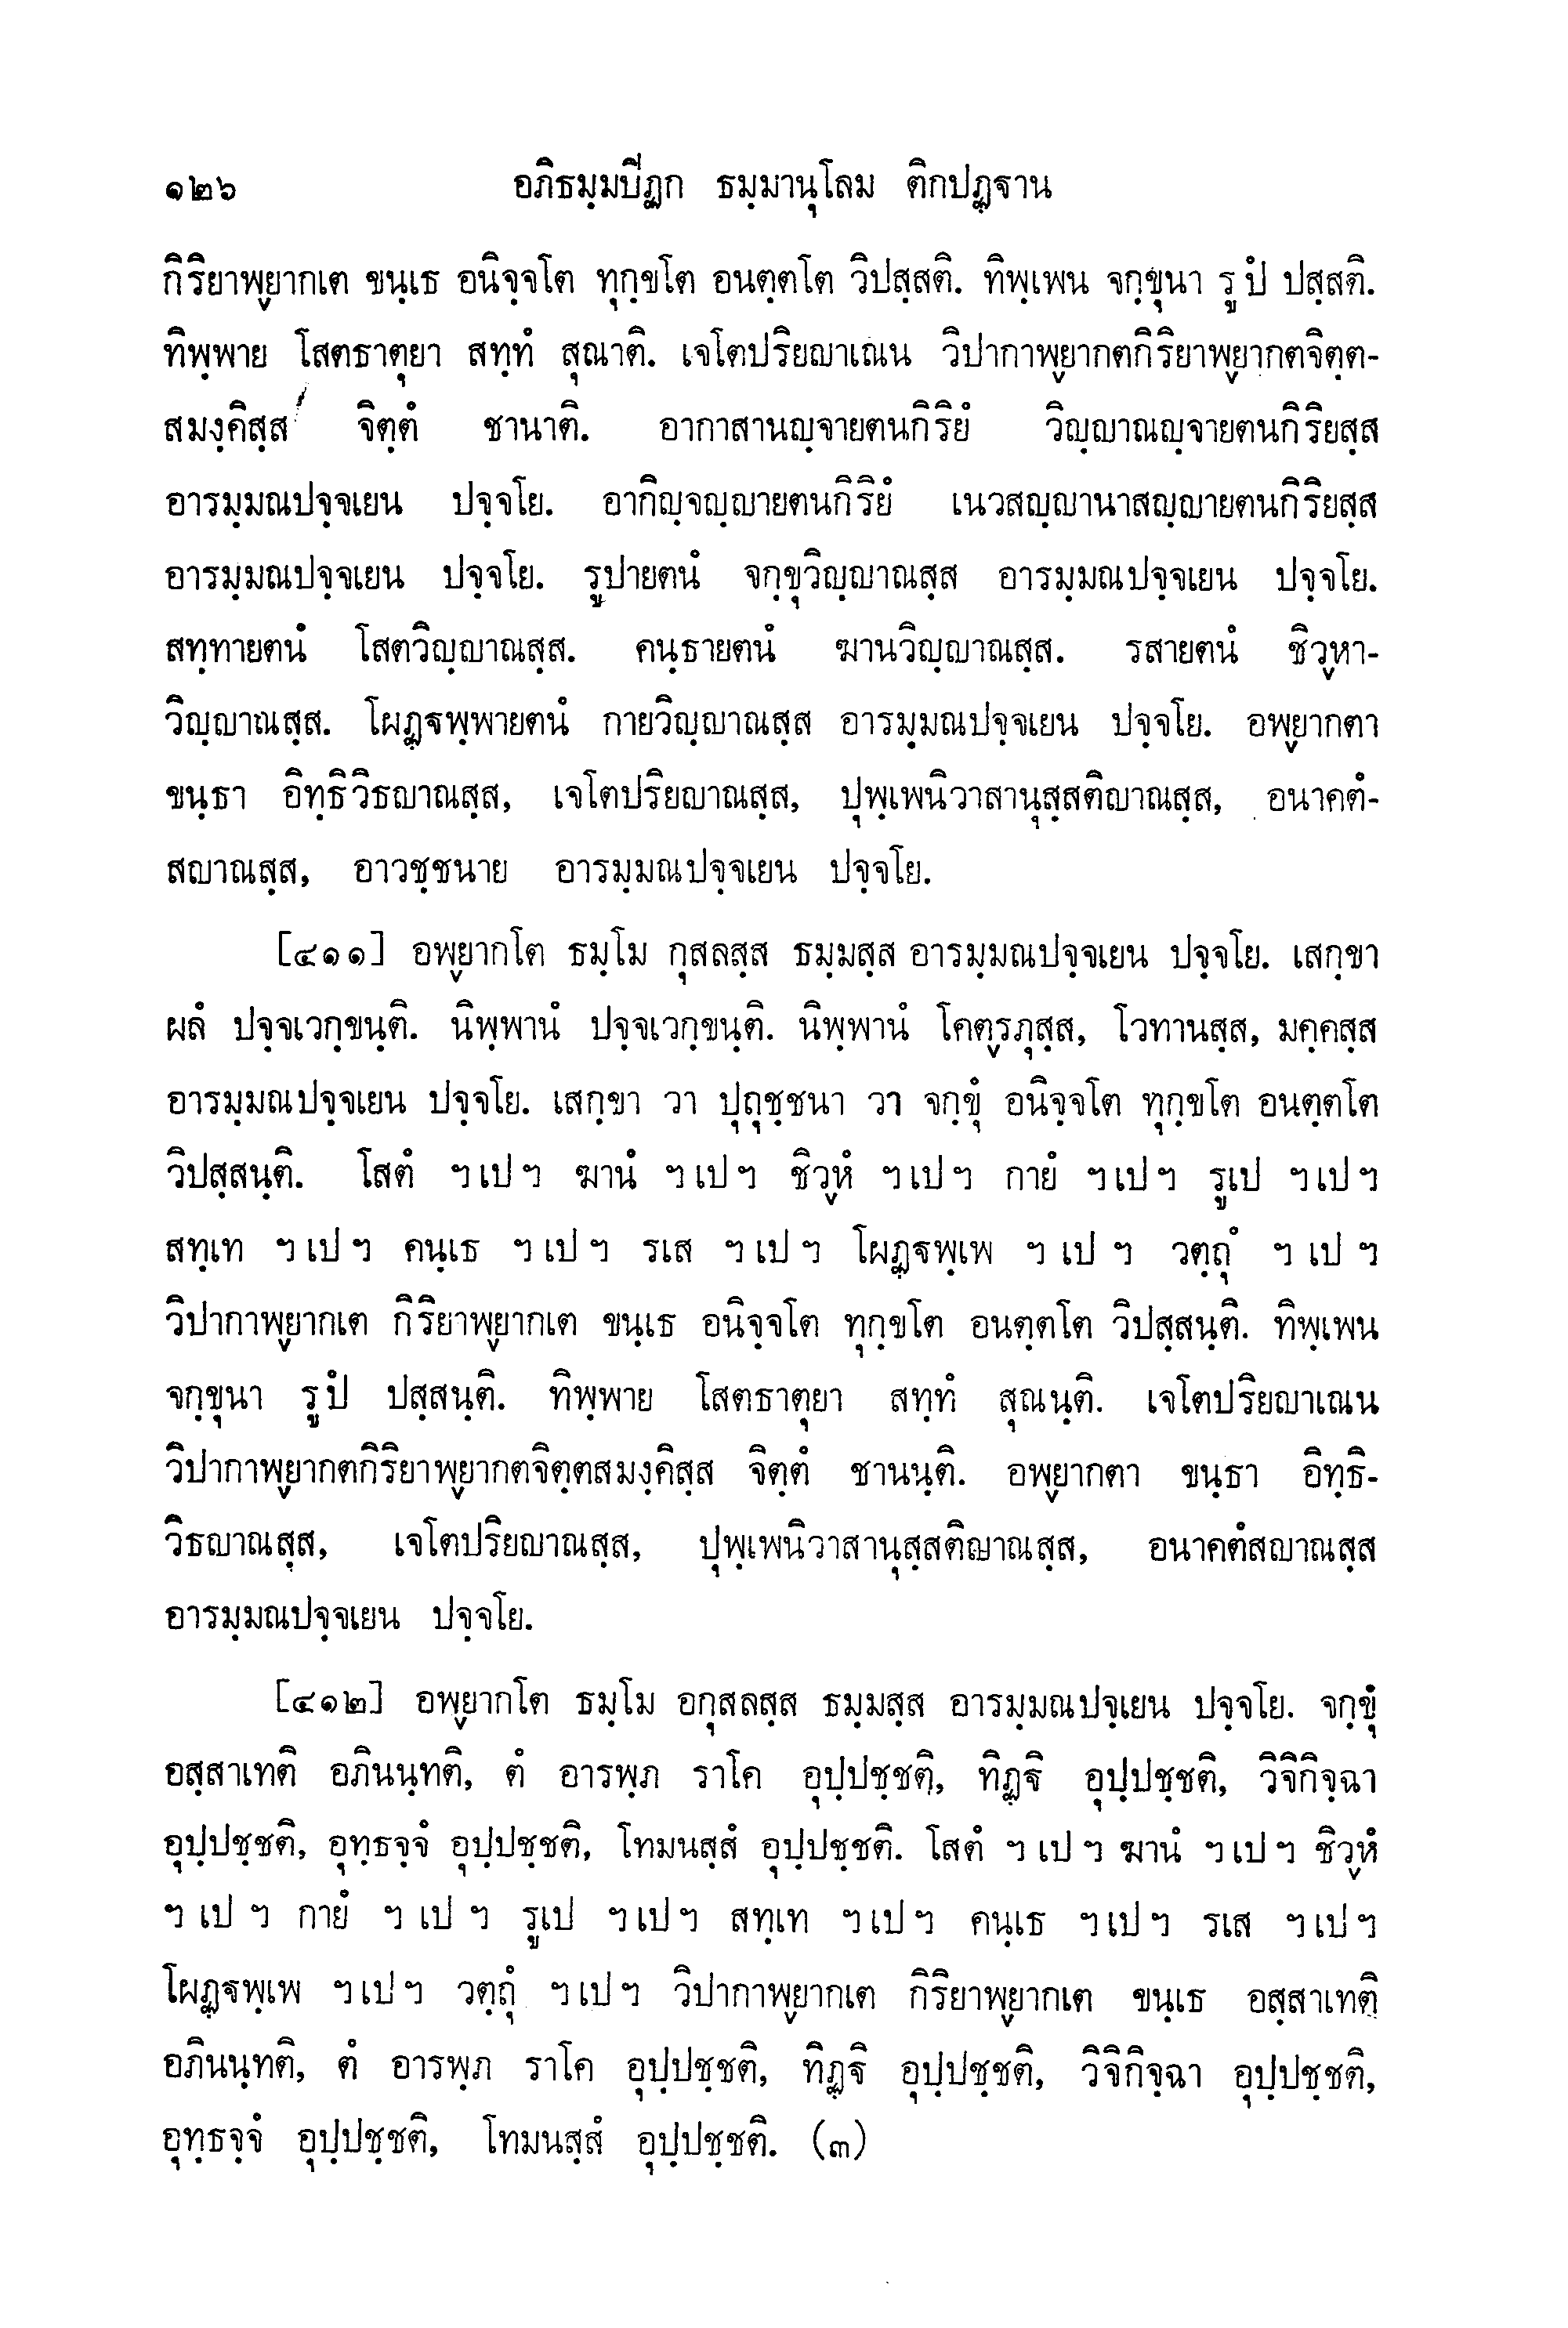 ๑๒๖ อภิธมฺมปีฏก ธมฺมานุโลม ติกปฏฺฐาน
กิริยาพฺยากเต ขนฺเธ อนิจฺจโต ทุกฺขโต อนตฺตโต วิปสฺสติ. ทิพฺเพน จกฺขุนา รูปํ ปสฺสติ.
ทิพฺพาย โสตธาตุยา สทฺทํ สุณาติ. เจโตปริยญาเณน วิปากาพฺยากตกิริยาพฺยากตจิตฺต-
สมงฺคิสฺส จิตฺตํ ชานาติ. อากาสานญฺจายตนกิริยํ วิญฺญาณญฺจายตนกิริยสฺส
อารมฺมณปจฺจเยน ปจฺจโย. อากิญฺจญฺญายตนกิริยํ เนวสญฺญานาสญฺญายตนกิริยสฺส
อารมฺมณปจฺจเยน ปจฺจโย. รูปายตนํ จกฺขุวิญฺญาณสฺส อารมฺมณปจฺจเยน ปจฺจโย.
สทฺทายตนํ โสตวิญฺญาณสฺส. คนฺธายตนํ ฆานวิญฺญาณสฺส. รสายตนํ ชิวฺหา-
วิญฺญาณสฺส. โผฏฺฐพฺพายตนํ กายวิญฺญาณสฺส อารมฺมณปจฺจเยน ปจฺจโย. อพฺยากตา
ขนฺธา อิทฺธิวิธญาณสฺส, เจโตปริยญาณสฺส, ปุพฺเพนิวาสานุสฺสติญาณสฺส, อนาคตํ-
สญาณสฺส, อาวชฺชนาย อารมฺมณปจฺจเยน ปจฺจโย.
[๔๑๑] อพฺยากโต ธมฺโม กุสลสฺส ธมฺมสฺส อารมฺมณปจฺจเยน ปจฺจโย. เสกฺขา
ผลํ ปจฺจเวกฺขนฺติ. นิพฺพานํ ปจฺจเวกฺขนฺติ. นิพฺพานํ โคตฺรภุสฺส, โวทานสฺส, มคฺคสฺส
อารมฺมณปจฺจเยน ปจฺจโย. เสกฺขา วา ปุถุชฺชนา วา จกฺขุํ อนิจฺจโต ทุกฺขโต อนตฺตโต
วิปสฺสนฺติ. โสตํ ฯเปฯ ฆานํ ฯเปฯ ชิวฺหํ ฯเปฯ กายํ ฯเปฯ รูเป ฯเปฯ
สทฺเท ฯเปฯ คนฺเธ ฯเปฯ รเส ฯเปฯ โผฏฺฐพฺเพ ฯเปฯ วตฺถุํ ฯเปฯ
วิปากาพฺยากเต กิริยาพฺยากเต ขนฺเธ อนิจฺจโต ทุกฺขโต อนตฺตโต วิปสฺสนฺติ. ทิพฺเพน
จกฺขุนา รูปํ ปสฺสนฺติ. ทิพฺพาย โสตธาตุยา สทฺทํ สุณนฺติ. เจโตปริยญาเณน
วิปากาพฺยากตกิริยาพฺยากตจิตฺตสมงฺคิสฺส จิตฺตํ ชานนฺติ. อพฺยากตา ขนฺธา อิทฺธิ-
วิธญาณสฺส, เจโตปริยญาณสฺส, ปุพฺเพนิวาสานุสฺสติญาณสฺส, อนาคตํสญาณสฺส
อารมฺมณปจฺจเยน ปจฺจโย.
[๔๑๒] อพฺยากโต ธมฺโม อกุสลสฺส ธมฺมสฺส อารมฺมณปจฺเยน ปจฺจโย. จกฺขุํ
อสฺสาเทติ อภินนฺทติ, ตํ อารพฺภ ราโค อุปฺปชฺชติ, ทิฏฺฐิ อุปฺปชฺชติ, วิจิกิจฺฉา
อุปฺปชฺชติ, อุทฺธจฺจํ อุปฺปชฺชติ, โทมนสฺสํ อุปฺปชฺชติ. โสตํ ฯเปฯ ฆานํ ฯเปฯ ชิวฺหํ
ฯเปฯ กายํ ฯเปฯ รูเป ฯเปฯ สทฺเท ฯเปฯ คนฺเธ ฯเปฯ รเส ฯเปฯ
โผฏฺฐพฺเพ ฯเปฯ วตฺถุํ ฯเปฯ วิปากาพฺยากเต กิริยาพฺยากเต ขนฺเธ อสฺสาเทติ
อภินนฺทติ, ตํ อารพฺภ ราโค อุปฺปชฺชติ, ทิฏฺฐิ อุปฺปชฺชติ, วิจิกิจฺฉา อุปฺปชฺชติ,
อุทฺธจฺจํ อุปฺปชฺชติ, โทมนสฺสํ อุปฺปชฺชติ. (๓)